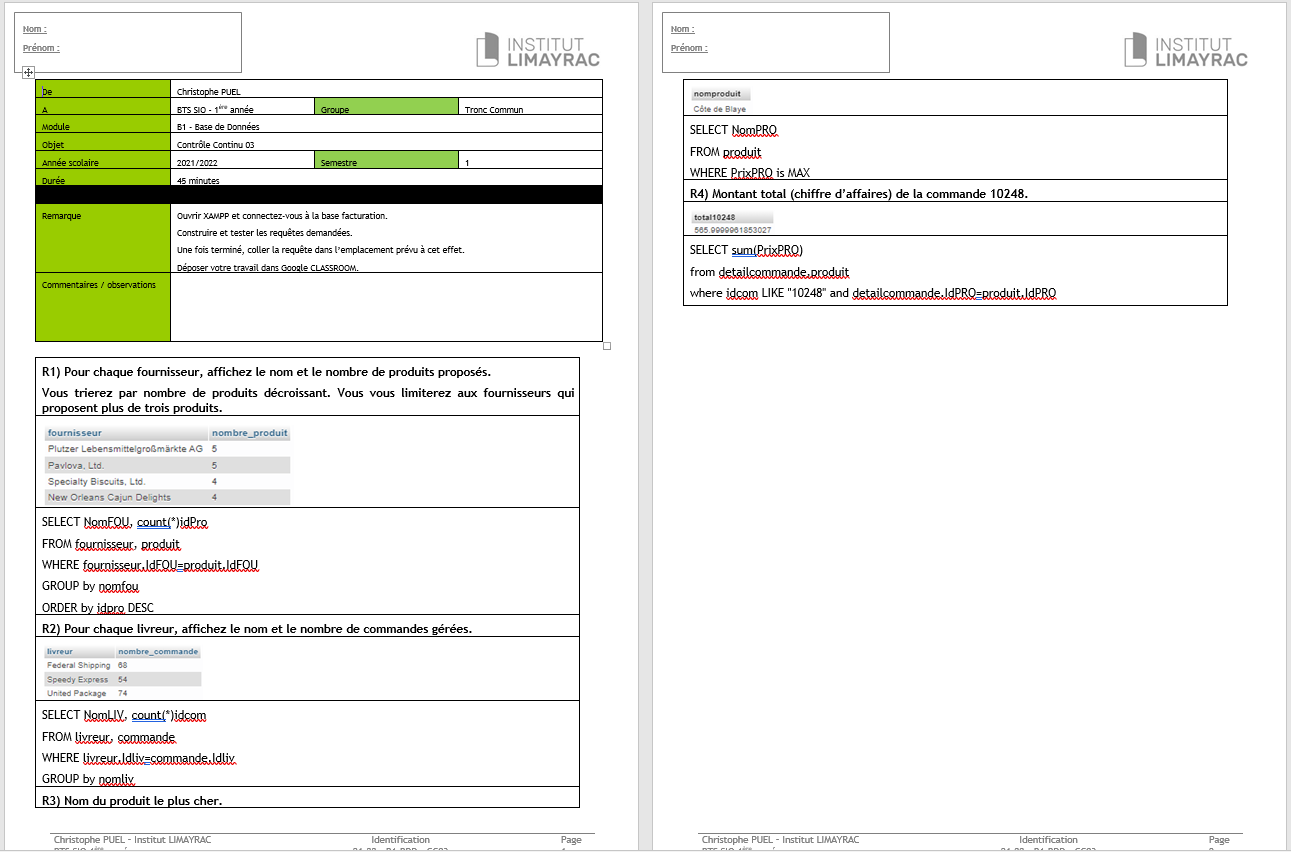 Nom :
Prénom :
INSTITUT
LIMAYRAC
De Christophe PUEL
A BTS SIO - 1ère année Groupe Tronc Commun
Module B1 - Base de Données
Objet Contrôle Continu 03
Année scolaire 2021/2022 Semestre 1
Durée 45 minutes
Remarque Ouvrir XAMPP et connectez-vous à la base facturation.
Construire et tester les requêtes demandées.
Une fois terminé, coller la requête dans l'emplacement prévu à cet effet.
Déposer votre travail dans Google CLASSROOM.
Commentaires / observations
R1) Pour chaque fournisseur, affichez le nom et le nombre de produits proposés.
Vous trierez par nombre de produits décroissant. Vous vous limiterez aux fournisseurs qui
proposent plus de trois produits.
fournisseur nombre_produit
Plutzer Lebensmittelgroßmärkte AG 5
Pavlova, Ltd. 5
Specialty Biscuits, Ltd. 4
New Orleans Cajun Delights 4
SELECT NomFOU, count(*)idPro
FROM fournisseur, produit
WHERE fournisseur.IdFOU=produit.IdFOU
GROUP by nomfou
ORDER by idpro DESC
R2) Pour chaque livreur, affichez le nom et le nombre de commandes gérées.
livreur nombre_commande
Federal Shipping 68
Speedy Express 54
United Package 74
SELECT NomLIV, count(*)idcom
FROM livreur, commande
WHERE livreur.Idliv=commande.Idliv
GROUP by nomliv
R3) Nom du produit le plus cher.
Christophe PUEL - Institut LIMAYRAC Identification Page
Nom :
Prénom :
INSTITUT
LIMAYRAC
nomproduit
Côte de Blaye
SELECT NomPRO
FROM produit
WHERE PrixPRO is MAX
R4) Montant total (chiffre d'affaires) de la commande 10248.
total10248
565.9999961853027
SELECT sum(PrixPRO)
from detailcommande,produit
where idcom LIKE "10248" and detailcommande.IdPRO=produit.IdPRO
Christophe PUEL - Institut LIMAYRAC Identification Page